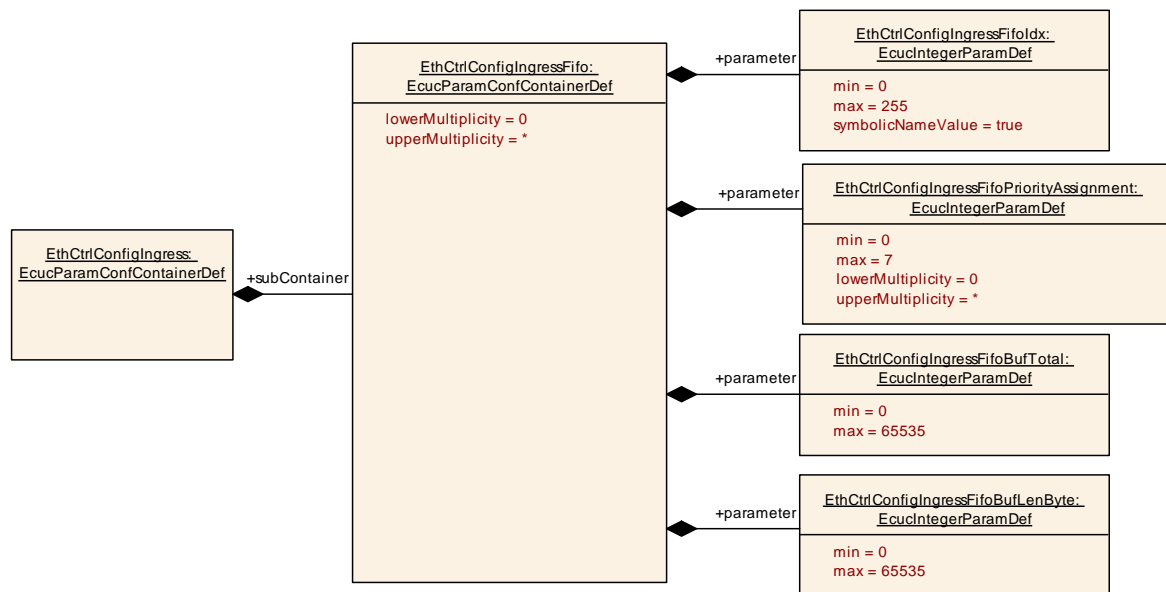 EthCtrlConfigIngress:
EcucParamConfContainerDef
+subContainer
EthCtrlConfigIngressFifo:
EcucParamConfContainerDef
lowerMultiplicity = 0
upperMultiplicity = *
+parameter
EthCtrlConfigIngressFifoIdx:
EcucIntegerParamDef
min = 0
max = 255
symbolicNameValue = true
+parameter
EthCtrlConfigIngressFifoPriorityAssignment:
EcucIntegerParamDef
min = 0
max = 7
lowerMultiplicity = 0
upperMultiplicity = *
+parameter
EthCtrlConfigIngressFifoBufTotal:
EcucIntegerParamDef
min = 0
max = 65535
+parameter
EthCtrlConfigIngressFifoBufLenByte:
EcucIntegerParamDef
min = 0
max = 65535